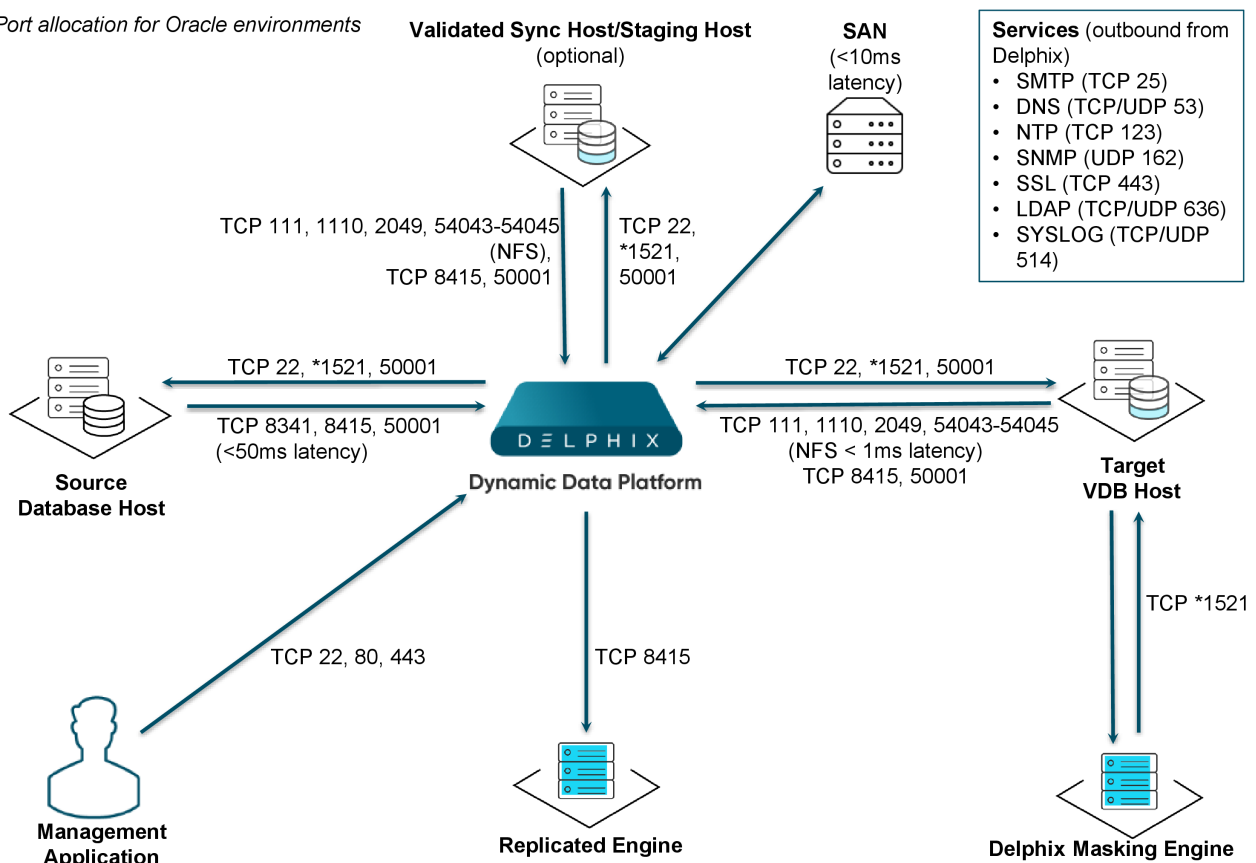 Port allocation for Oracle environments
Validated Sync Host/Staging Host
(optional)
SAN
(<10ms
latency)
Services (outbound from
Delphix)
• SMTP (TCP 25)
• DNS (TCP/UDP 53)
• NTP (TCP 123)
• SNMP (UDP 162)
• SSL (TCP 443)
• LDAP (TCP/UDP 636)
• SYSLOG (TCP/UDP
514)
TCP 111, 1110, 2049, 54043-54045
(NFS),
TCP 8415, 50001
TCP 22,
*1521,
50001
TCP 22, *1521, 50001
TCP 8341, 8415, 50001
(<50ms latency)
Source
Database Host
DELPHIX
Dynamic Data Platform
TCP 22, *1521, 50001
TCP 111, 1110, 2049, 54043-54045
(NFS < 1ms latency)
TCP 8415, 50001
Target
VDB Host
TCP *1521
TCP 22, 80, 443
TCP 8415
Management
Application
Replicated Engine
Delphix Masking Engine